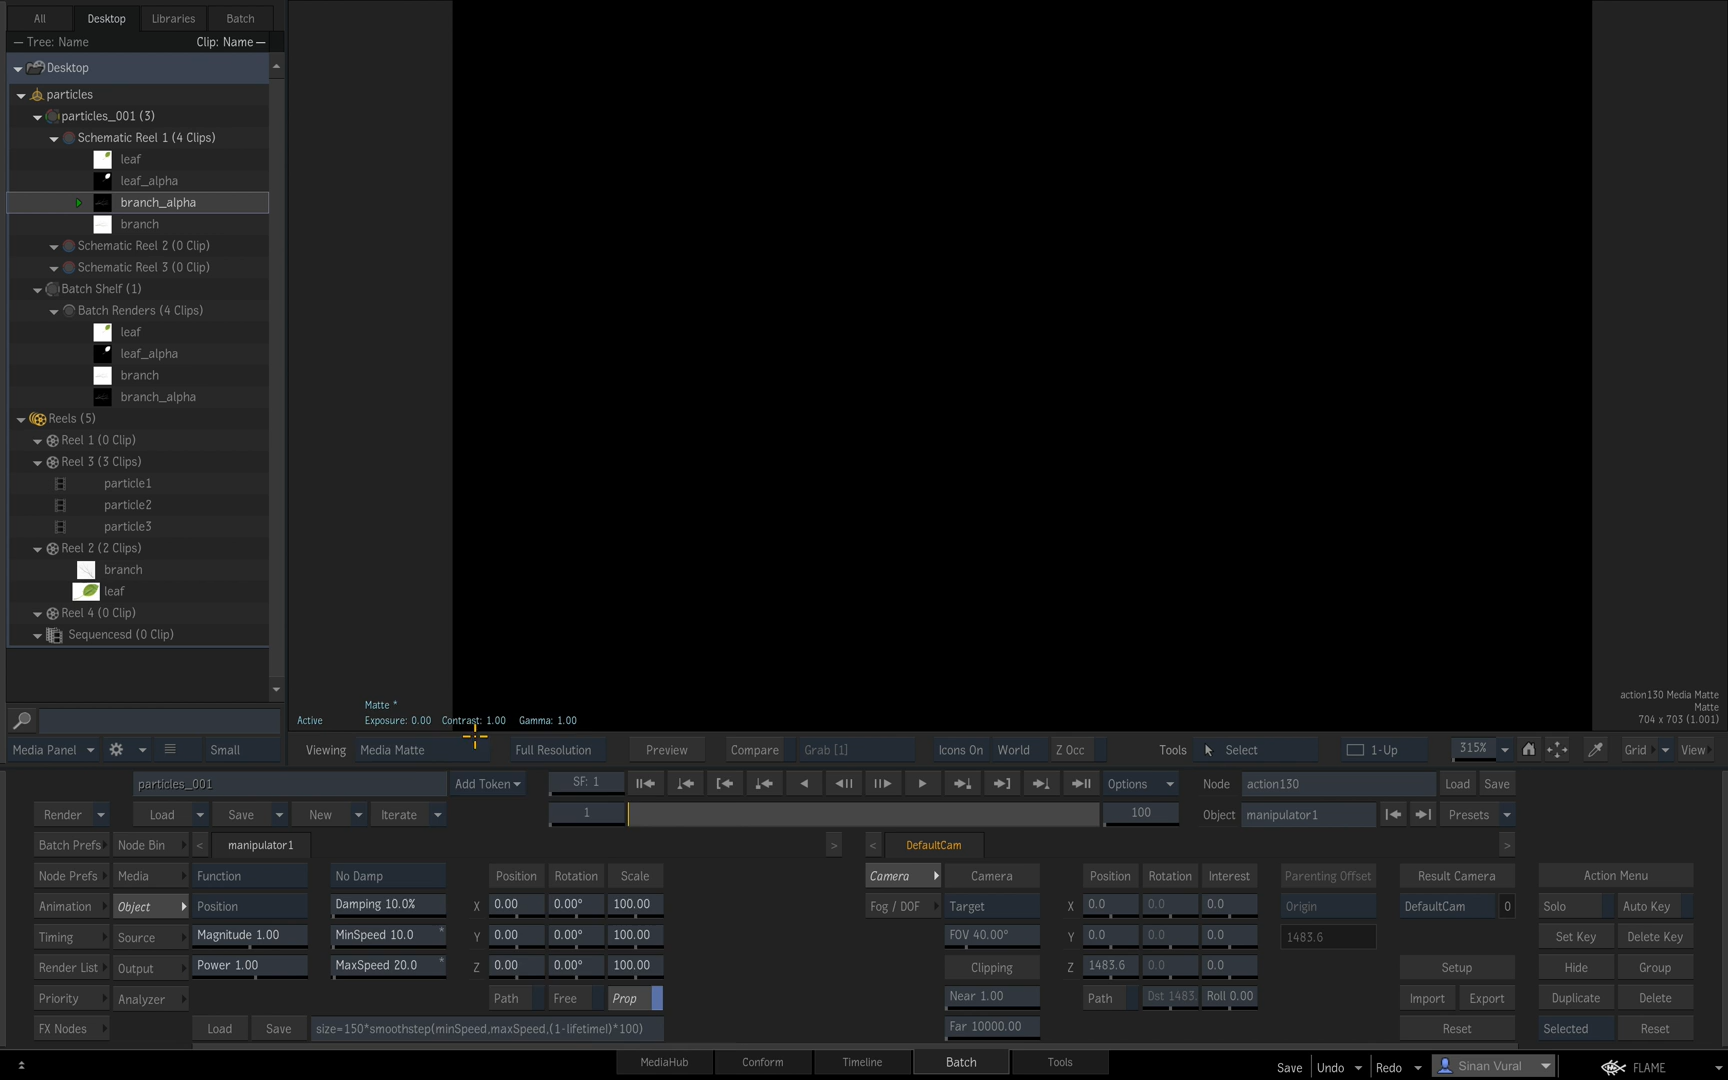 All Desktop Libraries Batch
Tree: Name Clip: Name
Desktop
particles
particles_001 (3)
Schematic Reel 1 (4 Clips)
leaf
leaf_alpha
branch_alpha
branch
Schematic Reel 2 (0 Clip)
Schematic Reel 3 (0 Clip)
Batch Shelf (1)
Batch Renders (4 Clips)
leaf
leaf_alpha
branch
branch_alpha
Reels (5)
Reel 1 (0 Clip)
Reel 3 (3 Clips)
particle1
particle2
particle3
Reel 2 (2 Clips)
branch
leaf
Reel 4 (0 Clip)
Sequencesd (0 Clip)
action130 Media Matte
Matte
704 x 703 (1.001)
Matte *
Active Exposure: 0.00 Contrast: 1.00 Gamma: 1.00
Media Panel Small Viewing Media Matte Full Resolution Preview Compare Grab [1] Icons On World Z Occ Tools Select 1-Up 315% Grid View
particles_001 Add Token SF: 1 Options Node action130 Load Save
Render Load Save New Iterate 1 100 Object manipulator1 Presets
Batch Prefs Node Bin < manipulator1 > < DefaultCam >
Node Prefs Media Function No Damp Position Rotation Scale Camera Camera Position Rotation Interest Parenting Offset Result Camera Action Menu
Animation Object Position Damping 10.0% X 0.00 0.00° 100.00 Fog / DOF Target X 0.0 0.0 0.0 Origin DefaultCam 0 Solo Auto Key
Timing Source Magnitude 1.00 MinSpeed 10.0 * Y 0.00 0.00° 100.00 FOV 40.00° Y 0.0 0.0 0.0 1483.6 Set Key Delete Key
Render List Output Power 1.00 MaxSpeed 20.0 * Z 0.00 0.00° 100.00 Clipping Z 1483.6 0.0 0.0 Setup Hide Group
Priority Analyzer Path Free Prop Near 1.00 Path Dst 1483. Roll 0.00 Import Export Duplicate Delete
FX Nodes Load Save size=150*smoothstep(minSpeed,maxSpeed,(1-lifetimeI)*100) Far 10000.00 Reset Selected Reset
MediaHub Conform Timeline Batch Tools Save Undo Redo Sinan Vural FLAME